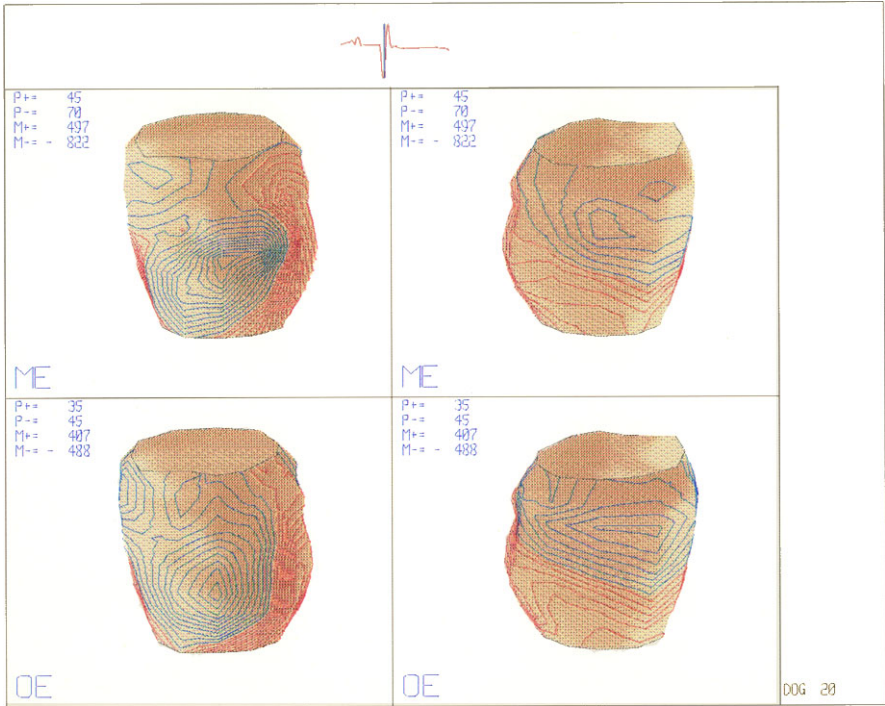 P+= 45
P-= 70
M+= 497
M-= - 822
ME
P+= 45
P-= 70
M+= 497
M-= - 822
ME
P+= 35
P-= 45
M+= 407
M-= - 488
OE
P+= 35
P-= 45
M+= 407
M-= - 488
OE
DOG 20